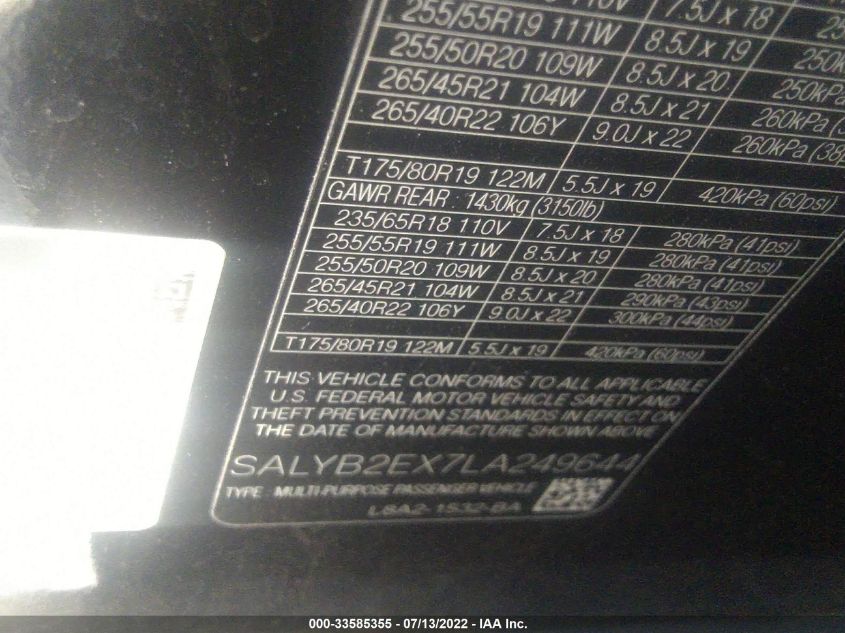 110V 7.5J x 18
255/55R19 111W 8.5J x 19 250k
255/50R20 109W 8.5J x 20 250kPa
265/45R21 104W 8.5J x 21 260kPa
265/40R22 106Y 9.0J x 22 260kPa (38p
T175/80R19 122M 5.5J x 19 420kPa (60psi)
GAWR REAR : 1430kg (3150lb)
235/65R18 110V 7.5J x 18 280kPa (41psi)
255/55R19 111W 8.5J x 19 280kPa (41psi)
255/50R20 109W 8.5J x 20 280kPa (41psi)
265/45R21 104W 8.5J x 21 290kPa (43psi)
265/40R22 106Y 9.0J x 22 300kPa (44psi)
T175/80R19 122M 5.5J x 19 420kPa (60psi)
THIS VEHICLE CONFORMS TO ALL APPLICABLE
U.S. FEDERAL MOTOR VEHICLE SAFETY AND
THEFT PREVENTION STANDARDS IN EFFECT ON
THE DATE OF MANUFACTURE SHOWN ABOVE
SALYB2EX7LA249644
TYPE : MULTI-PURPOSE PASSENGER VEHICLE
L8A2-1532-BA
000-33585355 - 07/13/2022 - IAA Inc.